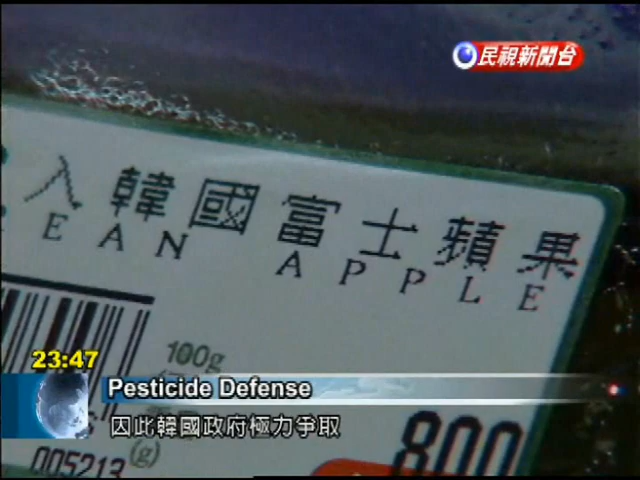 民視新聞台
入韓國富士蘋果
EAN APPLE
100g
23:47
Pesticide Defense
因此韓國政府極力爭取
(g)
800
005213